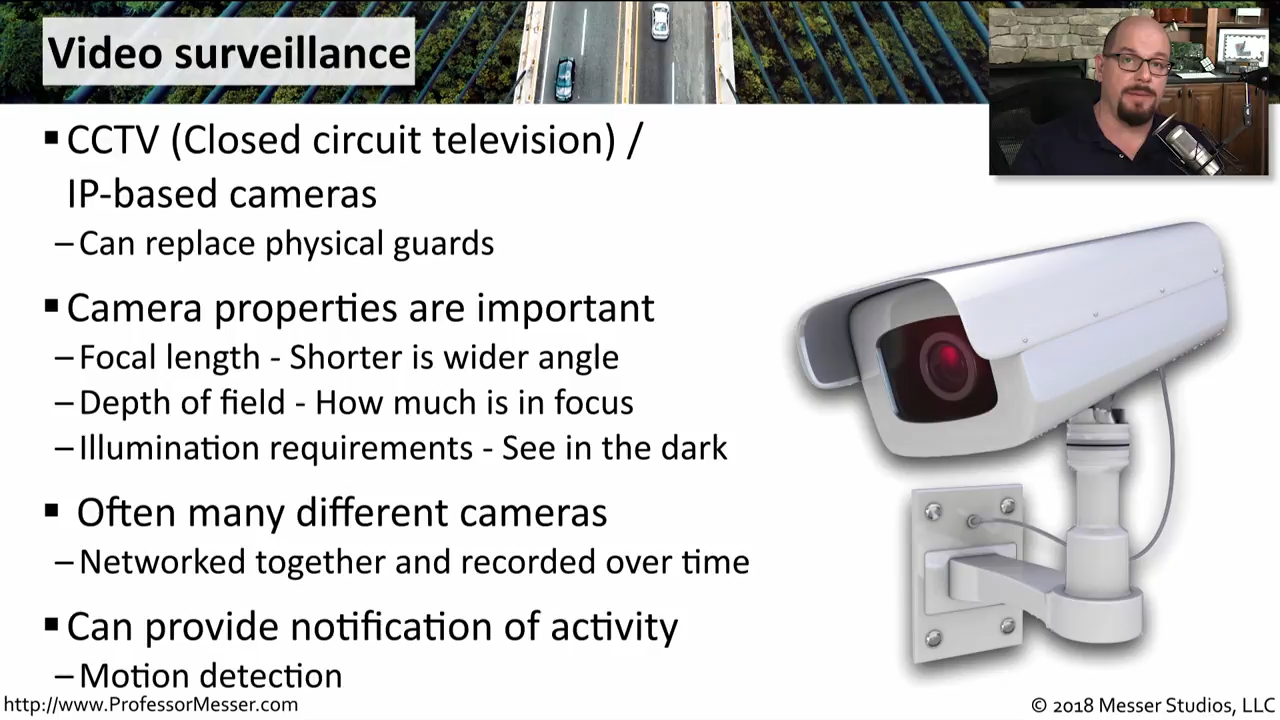 Video surveillance
▪ CCTV (Closed circuit television) /
IP-based cameras
– Can replace physical guards
▪ Camera properties are important
– Focal length - Shorter is wider angle
– Depth of field - How much is in focus
– Illumination requirements - See in the dark
▪ Often many different cameras
– Networked together and recorded over time
▪ Can provide notification of activity
– Motion detection
http://www.ProfessorMesser.com
© 2018 Messer Studios, LLC